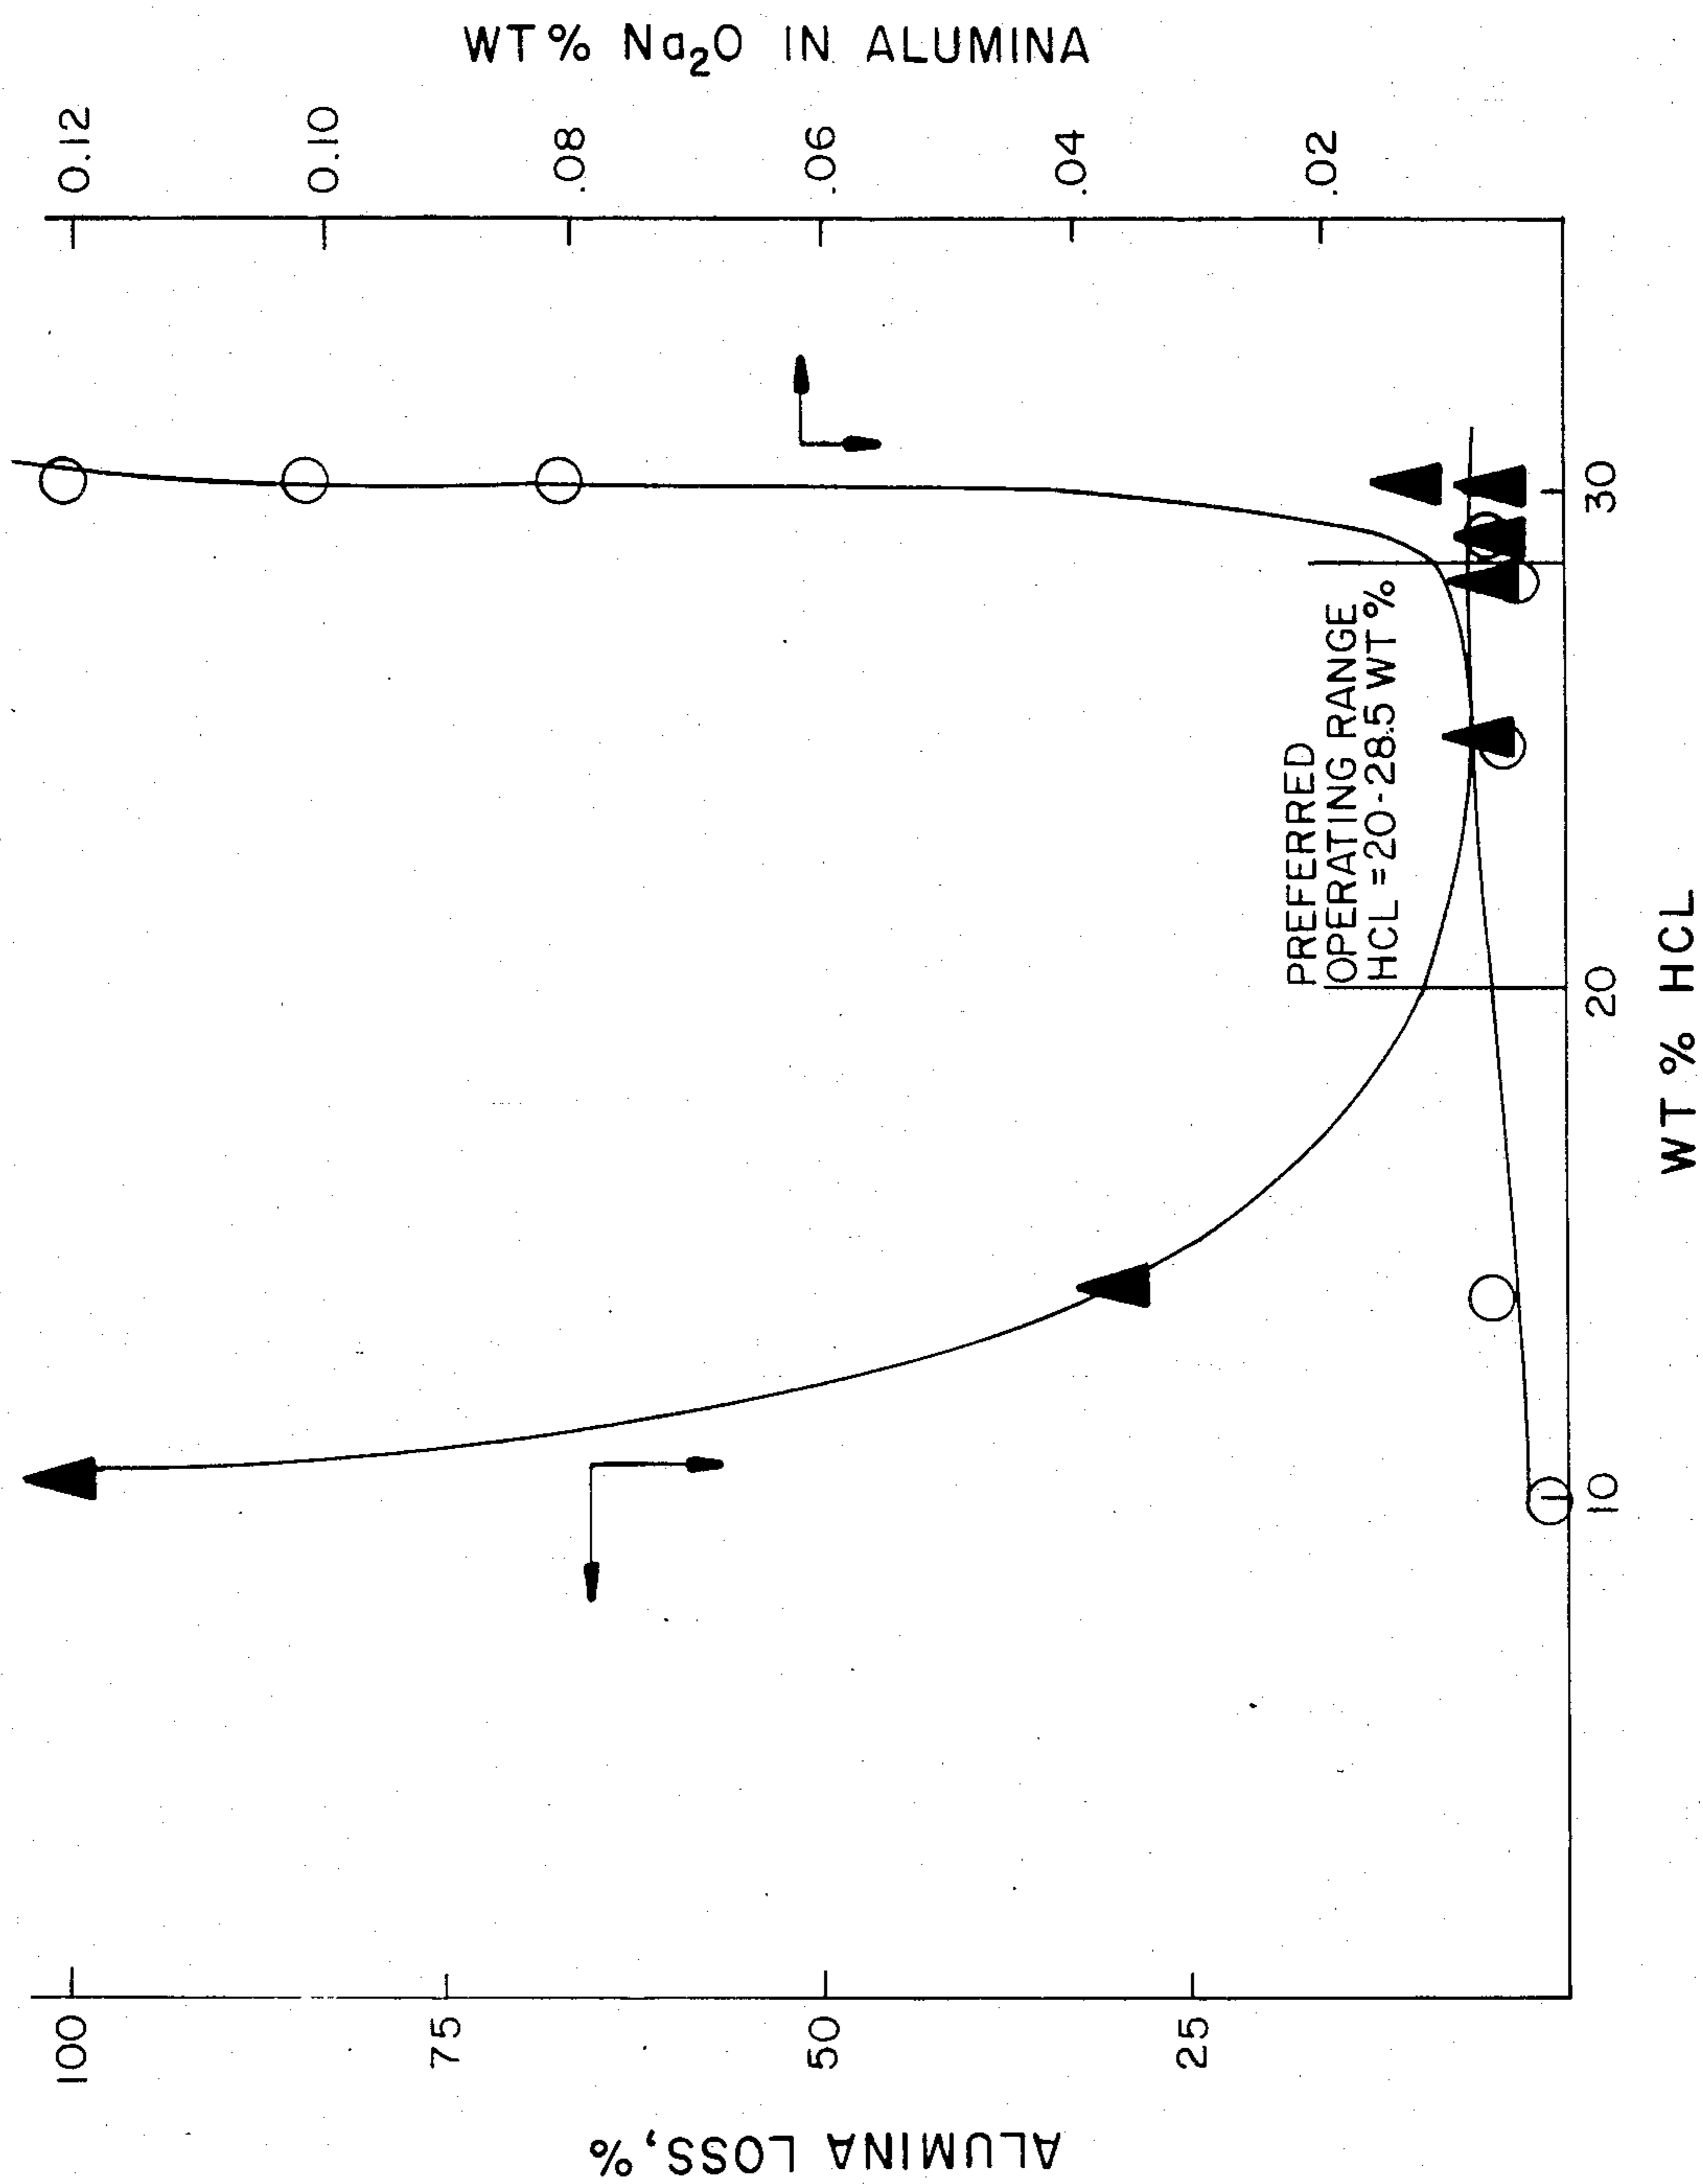 ALUMINA LOSS, %
100
75
50
25
WT % Na₂O IN ALUMINA
0.12
0.10
.08
.06
.04
.02
PREFERRED
OPERATING RANGE
HCL = 20-28.5 WT %
10
20
30
WT % HCL